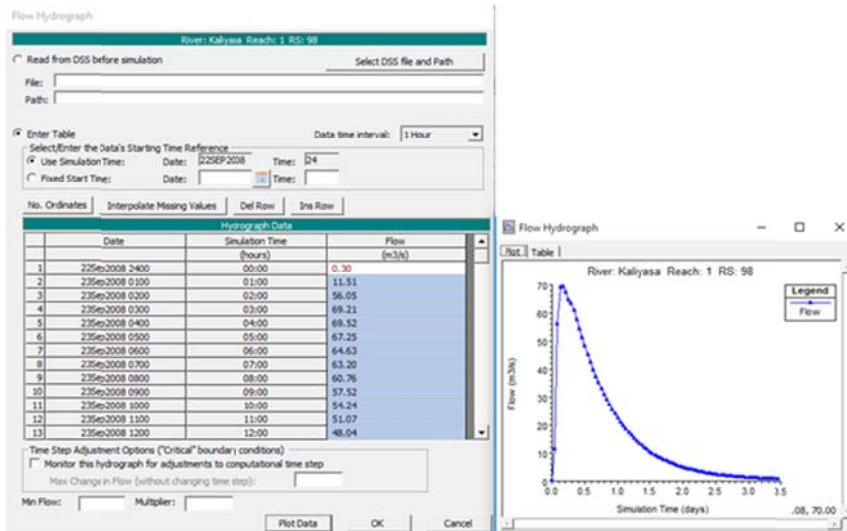 Flow Hydrograph
River: Kaliyasa Reach: 1 RS: 98
Read from DSS before simulation
Select DSS file and Path
File:
Path:
Enter Table
Data time interval: 1 Hour
Select/Enter the Data's Starting Time Reference
Use Simulation Time: Date: 22SEP2008 Time: 24
Fixed Start Time: Date: Time:
No. Ordinates Interpolate Missing Values Del Row Ins Row
Hydrograph Data
Date Simulation Time Flow
(hours) (m3/s)
1 22Sep2008 2400 00:00 0.30
2 23Sep2008 0100 01:00 11.51
3 23Sep2008 0200 02:00 56.05
4 23Sep2008 0300 03:00 69.21
5 23Sep2008 0400 04:00 69.52
6 23Sep2008 0500 05:00 67.25
7 23Sep2008 0600 06:00 64.63
8 23Sep2008 0700 07:00 63.20
9 23Sep2008 0800 08:00 60.76
10 23Sep2008 0900 09:00 57.52
11 23Sep2008 1000 10:00 54.24
12 23Sep2008 1100 11:00 51.07
13 23Sep2008 1200 12:00 48.04
Time Step Adjustment Options ("Critical" boundary conditions)
Monitor this hydrograph for adjustments to computational time step
Max Change in Flow (without changing time step):
Min Flow: Multiplier:
Plot Data OK Cancel
Flow Hydrograph
Plot Table
River: Kaliyasa Reach: 1 RS: 98
Legend
Flow
70
60
50
40
30
20
10
0
Flow (m3/s)
0.0 0.5 1.0 1.5 2.0 2.5 3.0 3.5
Simulation Time (days)
.08, 70.00